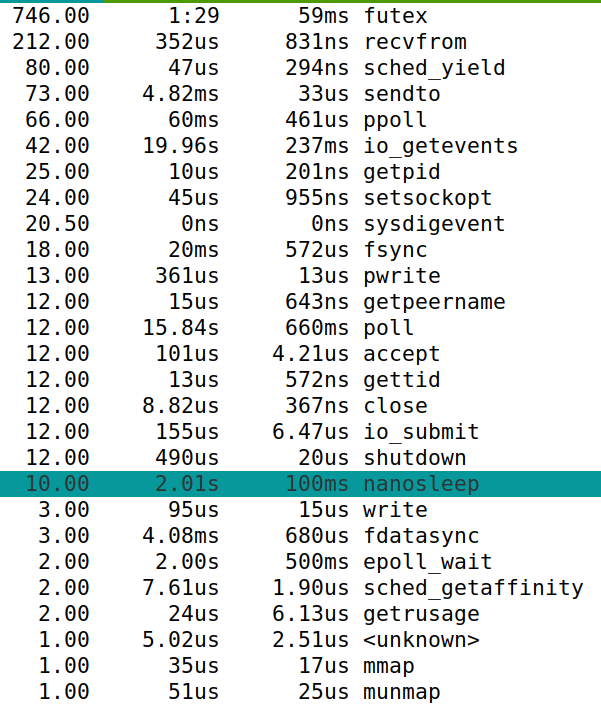 746.00 1:29 59ms futex
212.00 352us 831ns recvfrom
80.00 47us 294ns sched_yield
73.00 4.82ms 33us sendto
66.00 60ms 461us ppoll
42.00 19.96s 237ms io_getevents
25.00 10us 201ns getpid
24.00 45us 955ns setsockopt
20.50 0ns 0ns sysdigevent
18.00 20ms 572us fsync
13.00 361us 13us pwrite
12.00 15us 643ns getpeername
12.00 15.84s 660ms poll
12.00 101us 4.21us accept
12.00 13us 572ns gettid
12.00 8.82us 367ns close
12.00 155us 6.47us io_submit
12.00 490us 20us shutdown
10.00 2.01s 100ms nanosleep
3.00 95us 15us write
3.00 4.08ms 680us fdatasync
2.00 2.00s 500ms epoll_wait
2.00 7.61us 1.90us sched_getaffinity
2.00 24us 6.13us getrusage
1.00 5.02us 2.51us <unknown>
1.00 35us 17us mmap
1.00 51us 25us munmap